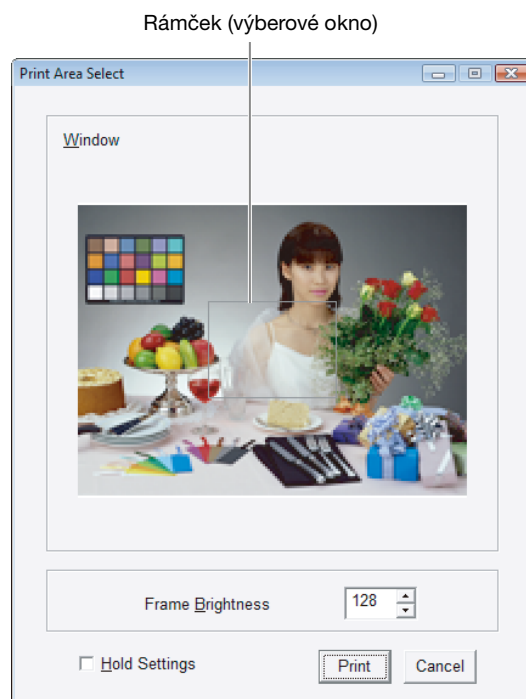 Rámček (výberové okno)
Print Area Select
Window
Frame Brightness
128
Hold Settings
Print
Cancel